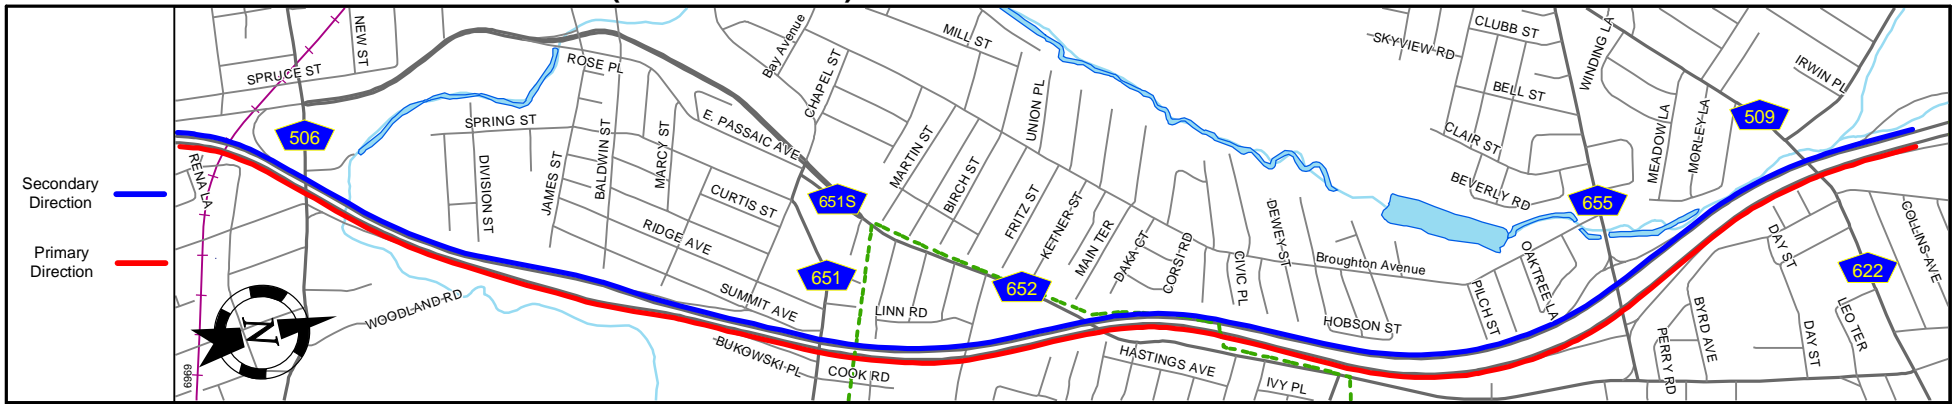 Secondary
Direction
Primary
Direction
SPRUCE ST
NEW ST
RENA LA
6969
506
N
WOODLAND RD
SPRING ST
DIVISION ST
JAMES ST
ROSE PL
BALDWIN ST
MARCY ST
E. PASSAIC AVE
CURTIS ST
RIDGE AVE
SUMMIT AVE
BUKOWSKI PL
COOK RD
Bay Avenue
CHAPEL ST
651S
651
LINN RD
MILL ST
MARTIN ST
BIRCH ST
UNION PL
FRITZ ST
KETNER ST
MAIN TER
DAKA CT
CORSI RD
652
HASTINGS AVE
IVY PL
CIVIC PL
DEWEY ST
Broughton Avenue
HOBSON ST
PILCH ST
OAKTREE LA
SKYVIEW RD
CLUBB ST
BELL ST
CLAIR ST
BEVERLY RD
WINDING LA
655
MEADOW LA
MORLEY LA
509
IRWIN PL
DAY ST
DAY ST
BYRD AVE
PERRY RD
LEO TER
622
COLLINS AVE